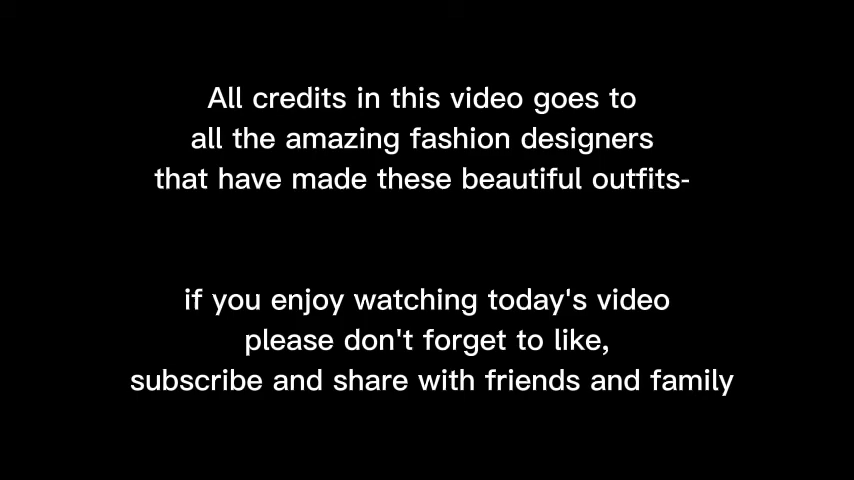 All credits in this video goes to
all the amazing fashion designers
that have made these beautiful outfits-
if you enjoy watching today's video
please don't forget to like,
subscribe and share with friends and family